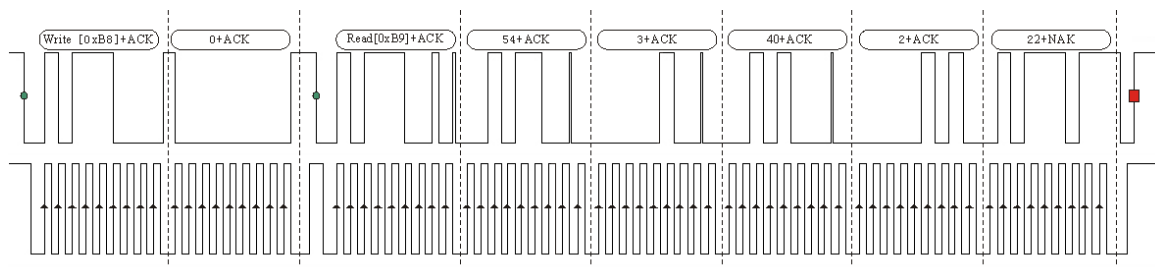 Write [0xB8]+ACK
0+ACK
Read[0xB9]+ACK
54+ACK
3+ACK
40+ACK
2+ACK
22+NAK